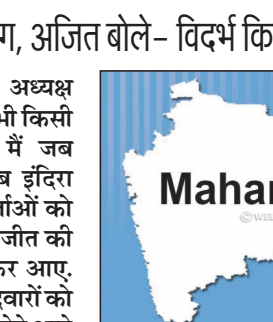 ग, अजित बोले– विदर्भ कि
अध्यक्ष
भी किसी
मैं जब
ब इंदिरा
र्ताओं को
जीत की
कर आए.
दवारों को
Mahar